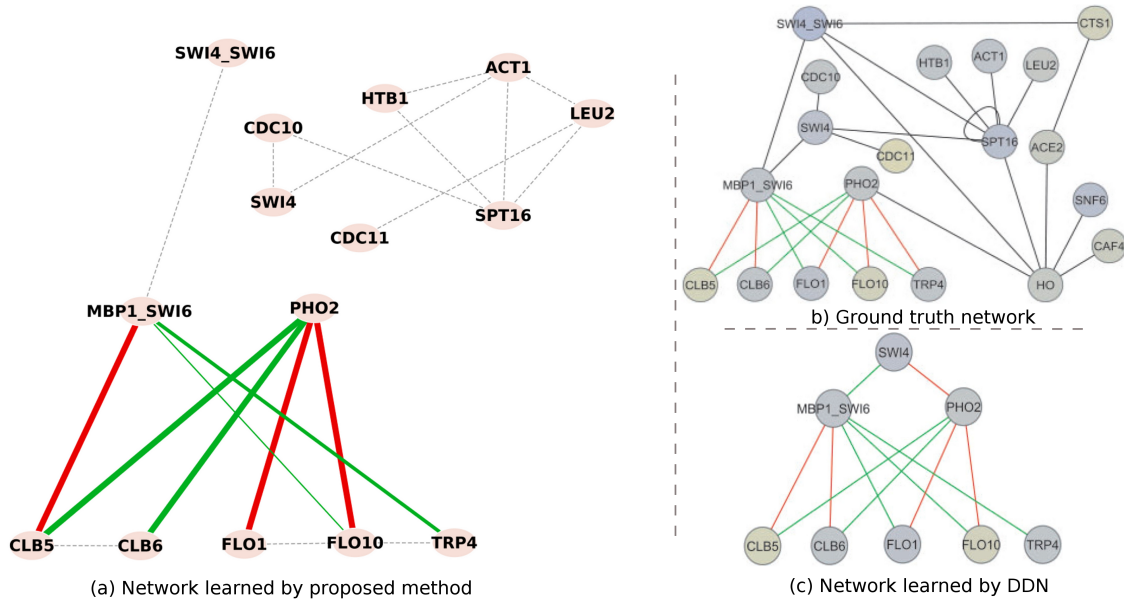 SWI4_SWI6
ACT1
HTB1
LEU2
CDC10
SWI4
SPT16
CDC11
MBP1_SWI6
PHO2
CLB5
CLB6
FLO1
FLO10
TRP4
(a) Network learned by proposed method
SWI4_SWI6
CTS1
HTB1
ACT1
LEU2
CDC10
SWI4
SPT16
ACE2
CDC11
MBP1_SWI6
PHO2
SNF6
CAF4
CLB5
CLB6
FLO1
FLO10
TRP4
HO
b) Ground truth network
SWI4
MBP1_SWI6
PHO2
CLB5
CLB6
FLO1
FLO10
TRP4
(c) Network learned by DDN